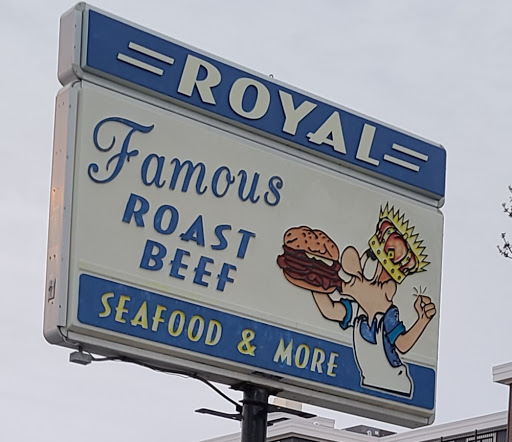 ROYAL
Famous
ROAST
BEEF
SEAFOOD & MORE